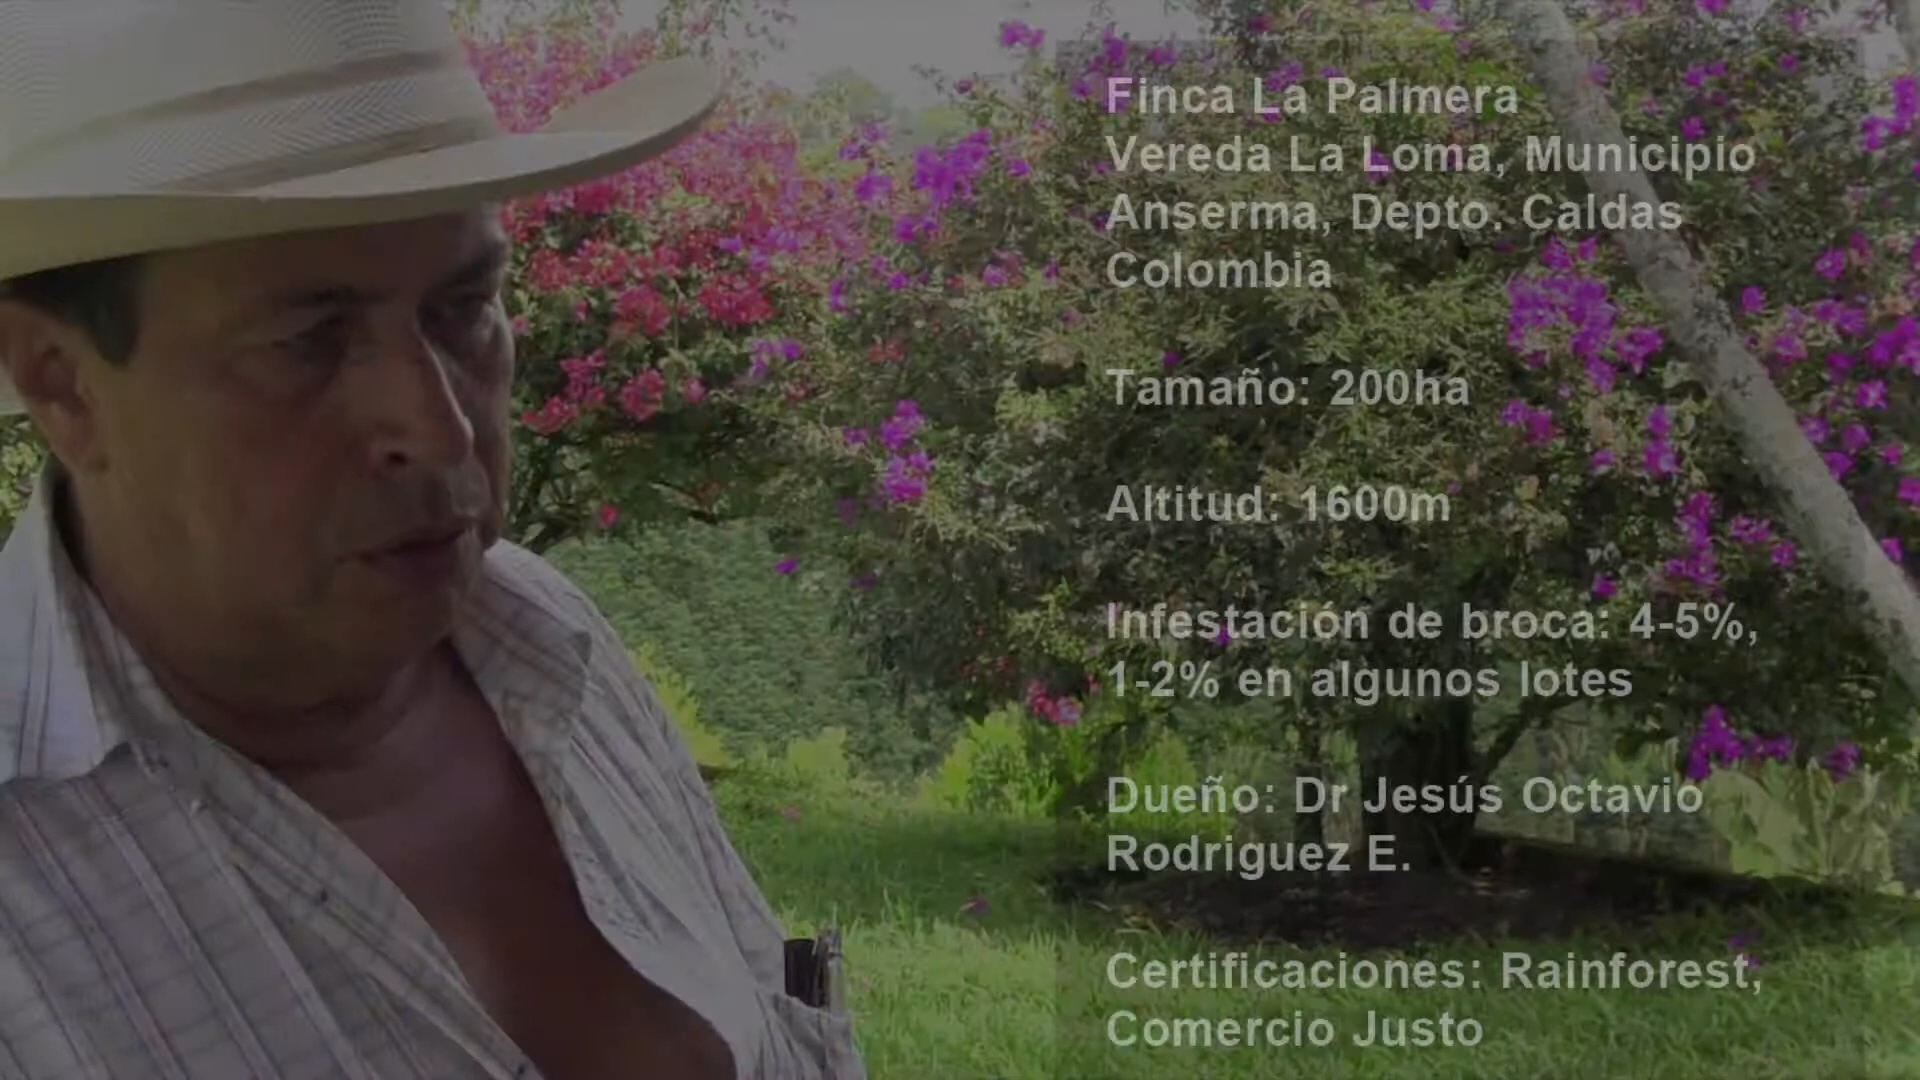 Finca La Palmera
Vereda La Loma, Municipio
Anserma, Depto. Caldas
Colombia
Tamaño: 200ha
Altitud: 1600m
Infestación de broca: 4-5%,
1-2% en algunos lotes
Dueño: Dr Jesús Octavio
Rodriguez E.
Certificaciones: Rainforest,
Comercio Justo